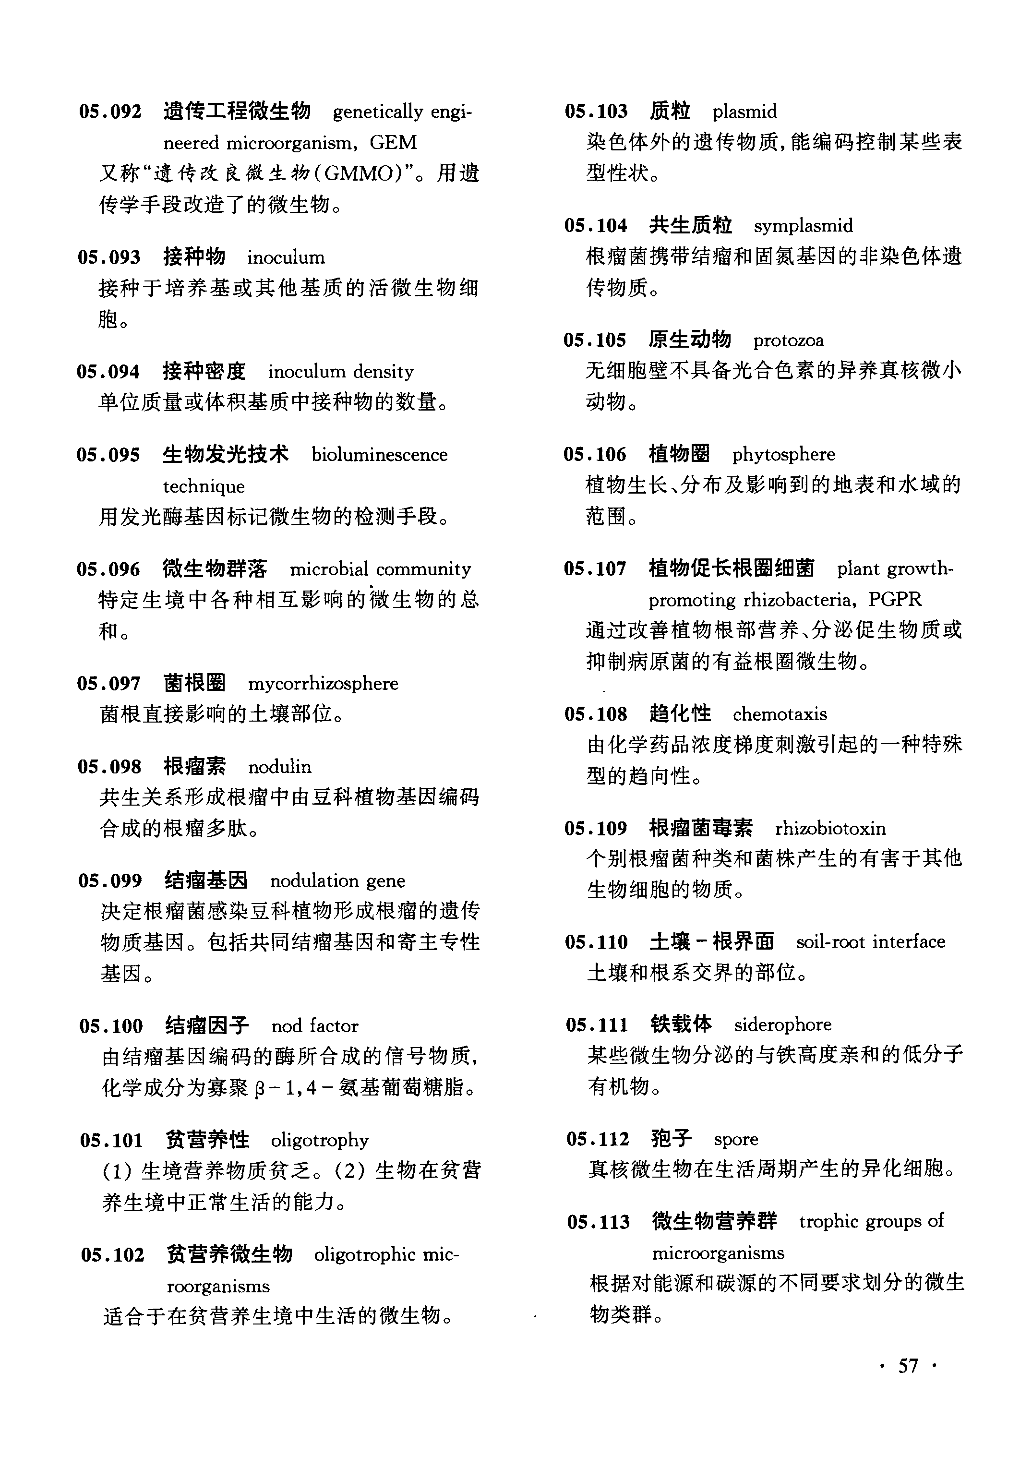 05.092 遗传工程微生物 genetically engi-
neered microorganism, GEM
又称“遗传改良微生物(GMMO)”。用遗
传学手段改造了的微生物。
05.093 接种物 inoculum
接种于培养基或其他基质的活微生物细
胞。
05.094 接种密度 inoculum density
单位质量或体积基质中接种物的数量。
05.095 生物发光技术 bioluminescence
technique
用发光酶基因标记微生物的检测手段。
05.096 微生物群落 microbial community
特定生境中各种相互影响的微生物的总
和。
05.097 菌根圈 mycorrhizosphere
菌根直接影响的土壤部位。
05.098 根瘤素 nodulin
共生关系形成根瘤中由豆科植物基因编码
合成的根瘤多肽。
05.099 结瘤基因 nodulation gene
决定根瘤菌感染豆科植物形成根瘤的遗传
物质基因。包括共同结瘤基因和寄主专性
基因。
05.100 结瘤因子 nod factor
由结瘤基因编码的酶所合成的信号物质,
化学成分为寡聚β-1,4-氨基葡萄糖脂。
05.101 贫营养性 oligotrophy
(1) 生境营养物质贫乏。(2) 生物在贫营
养生境中正常生活的能力。
05.102 贫营养微生物 oligotrophic mic-
roorganisms
适合于在贫营养生境中生活的微生物。
05.103 质粒 plasmid
染色体外的遗传物质,能编码控制某些表
型性状。
05.104 共生质粒 symplasmid
根瘤菌携带结瘤和固氮基因的非染色体遗
传物质。
05.105 原生动物 protozoa
无细胞壁不具备光合色素的异养真核微小
动物。
05.106 植物圈 phytosphere
植物生长、分布及影响到的地表和水域的
范围。
05.107 植物促长根圈细菌 plant growth-
promoting rhizobacteria, PGPR
通过改善植物根部营养、分泌促生物质或
抑制病原菌的有益根圈微生物。
05.108 趋化性 chemotaxis
由化学药品浓度梯度刺激引起的一种特殊
型的趋向性。
05.109 根瘤菌毒素 rhizobiotoxin
个别根瘤菌种类和菌株产生的有害于其他
生物细胞的物质。
05.110 土壤-根界面 soil-root interface
土壤和根系交界的部位。
05.111 铁载体 siderophore
某些微生物分泌的与铁高度亲和的低分子
有机物。
05.112 孢子 spore
真核微生物在生活周期产生的异化细胞。
05.113 微生物营养群 trophic groups of
microorganisms
根据对能源和碳源的不同要求划分的微生
物类群。
· 57 ·